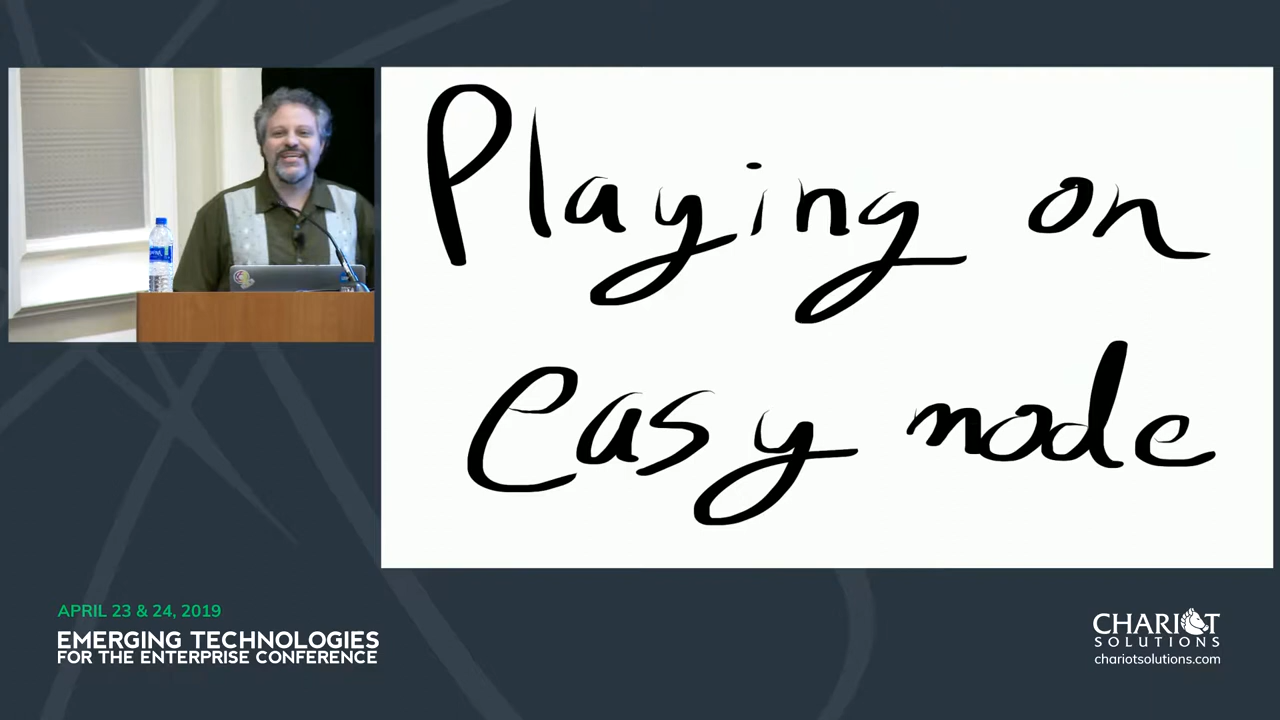 Playing on
easy mode
APRIL 23 & 24, 2019
EMERGING TECHNOLOGIES
FOR THE ENTERPRISE CONFERENCE
CHARIOT
SOLUTIONS
chariotsolutions.com